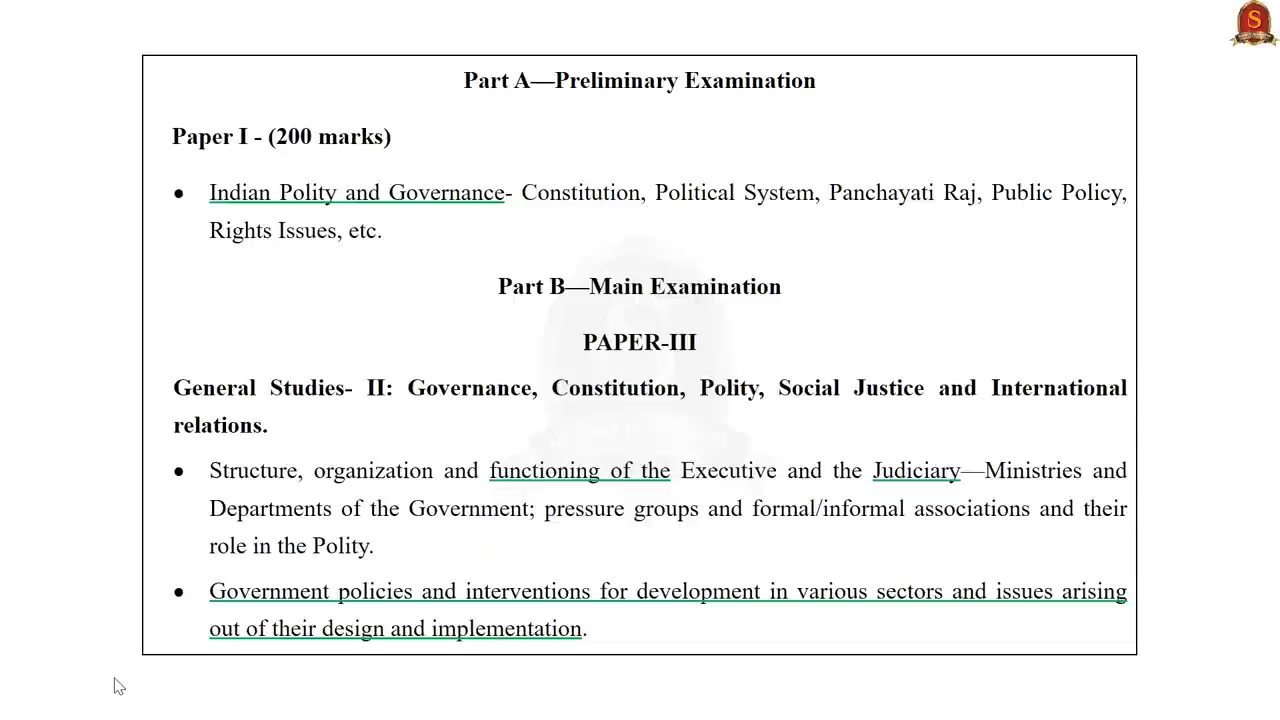 S
Part A—Preliminary Examination
Paper I - (200 marks)
● Indian Polity and Governance- Constitution, Political System, Panchayati Raj, Public Policy,
Rights Issues, etc.
Part B—Main Examination
PAPER-III
General Studies- II: Governance, Constitution, Polity, Social Justice and International
relations.
● Structure, organization and functioning of the Executive and the Judiciary—Ministries and
Departments of the Government; pressure groups and formal/informal associations and their
role in the Polity.
● Government policies and interventions for development in various sectors and issues arising
out of their design and implementation.